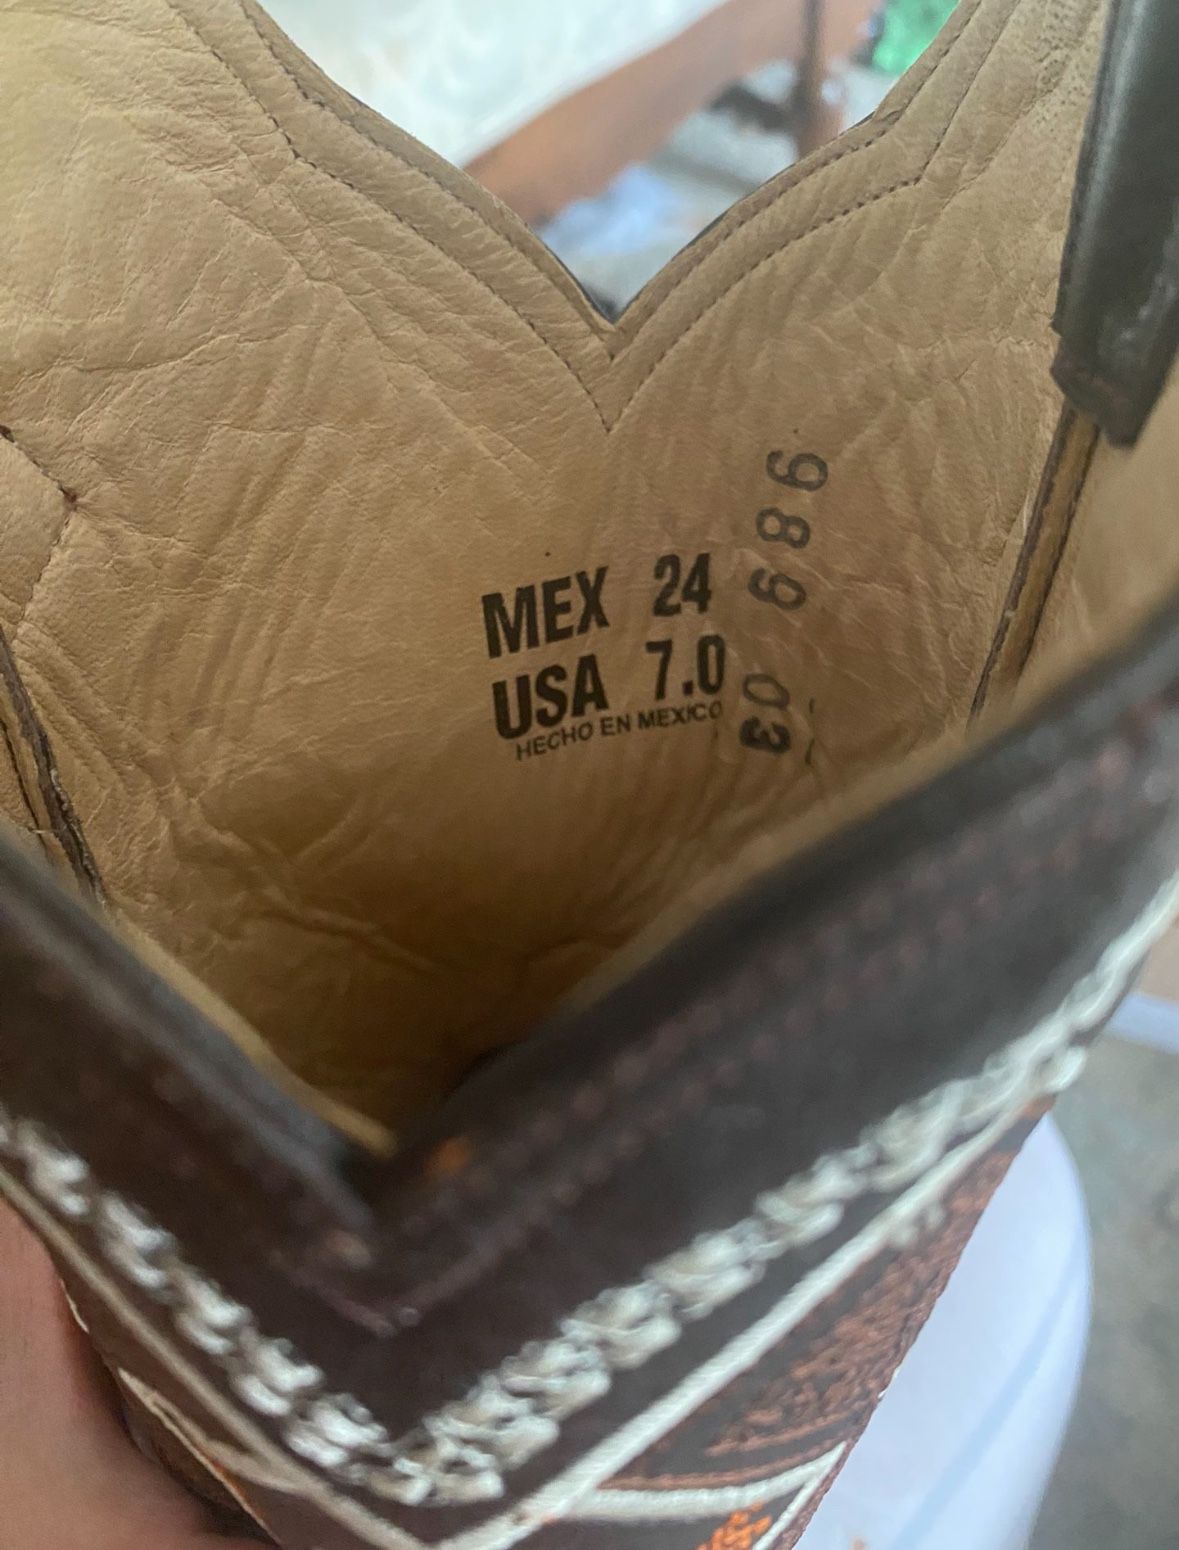 MEX 24
USA 7.0
HECHO EN MEXICO
989 03